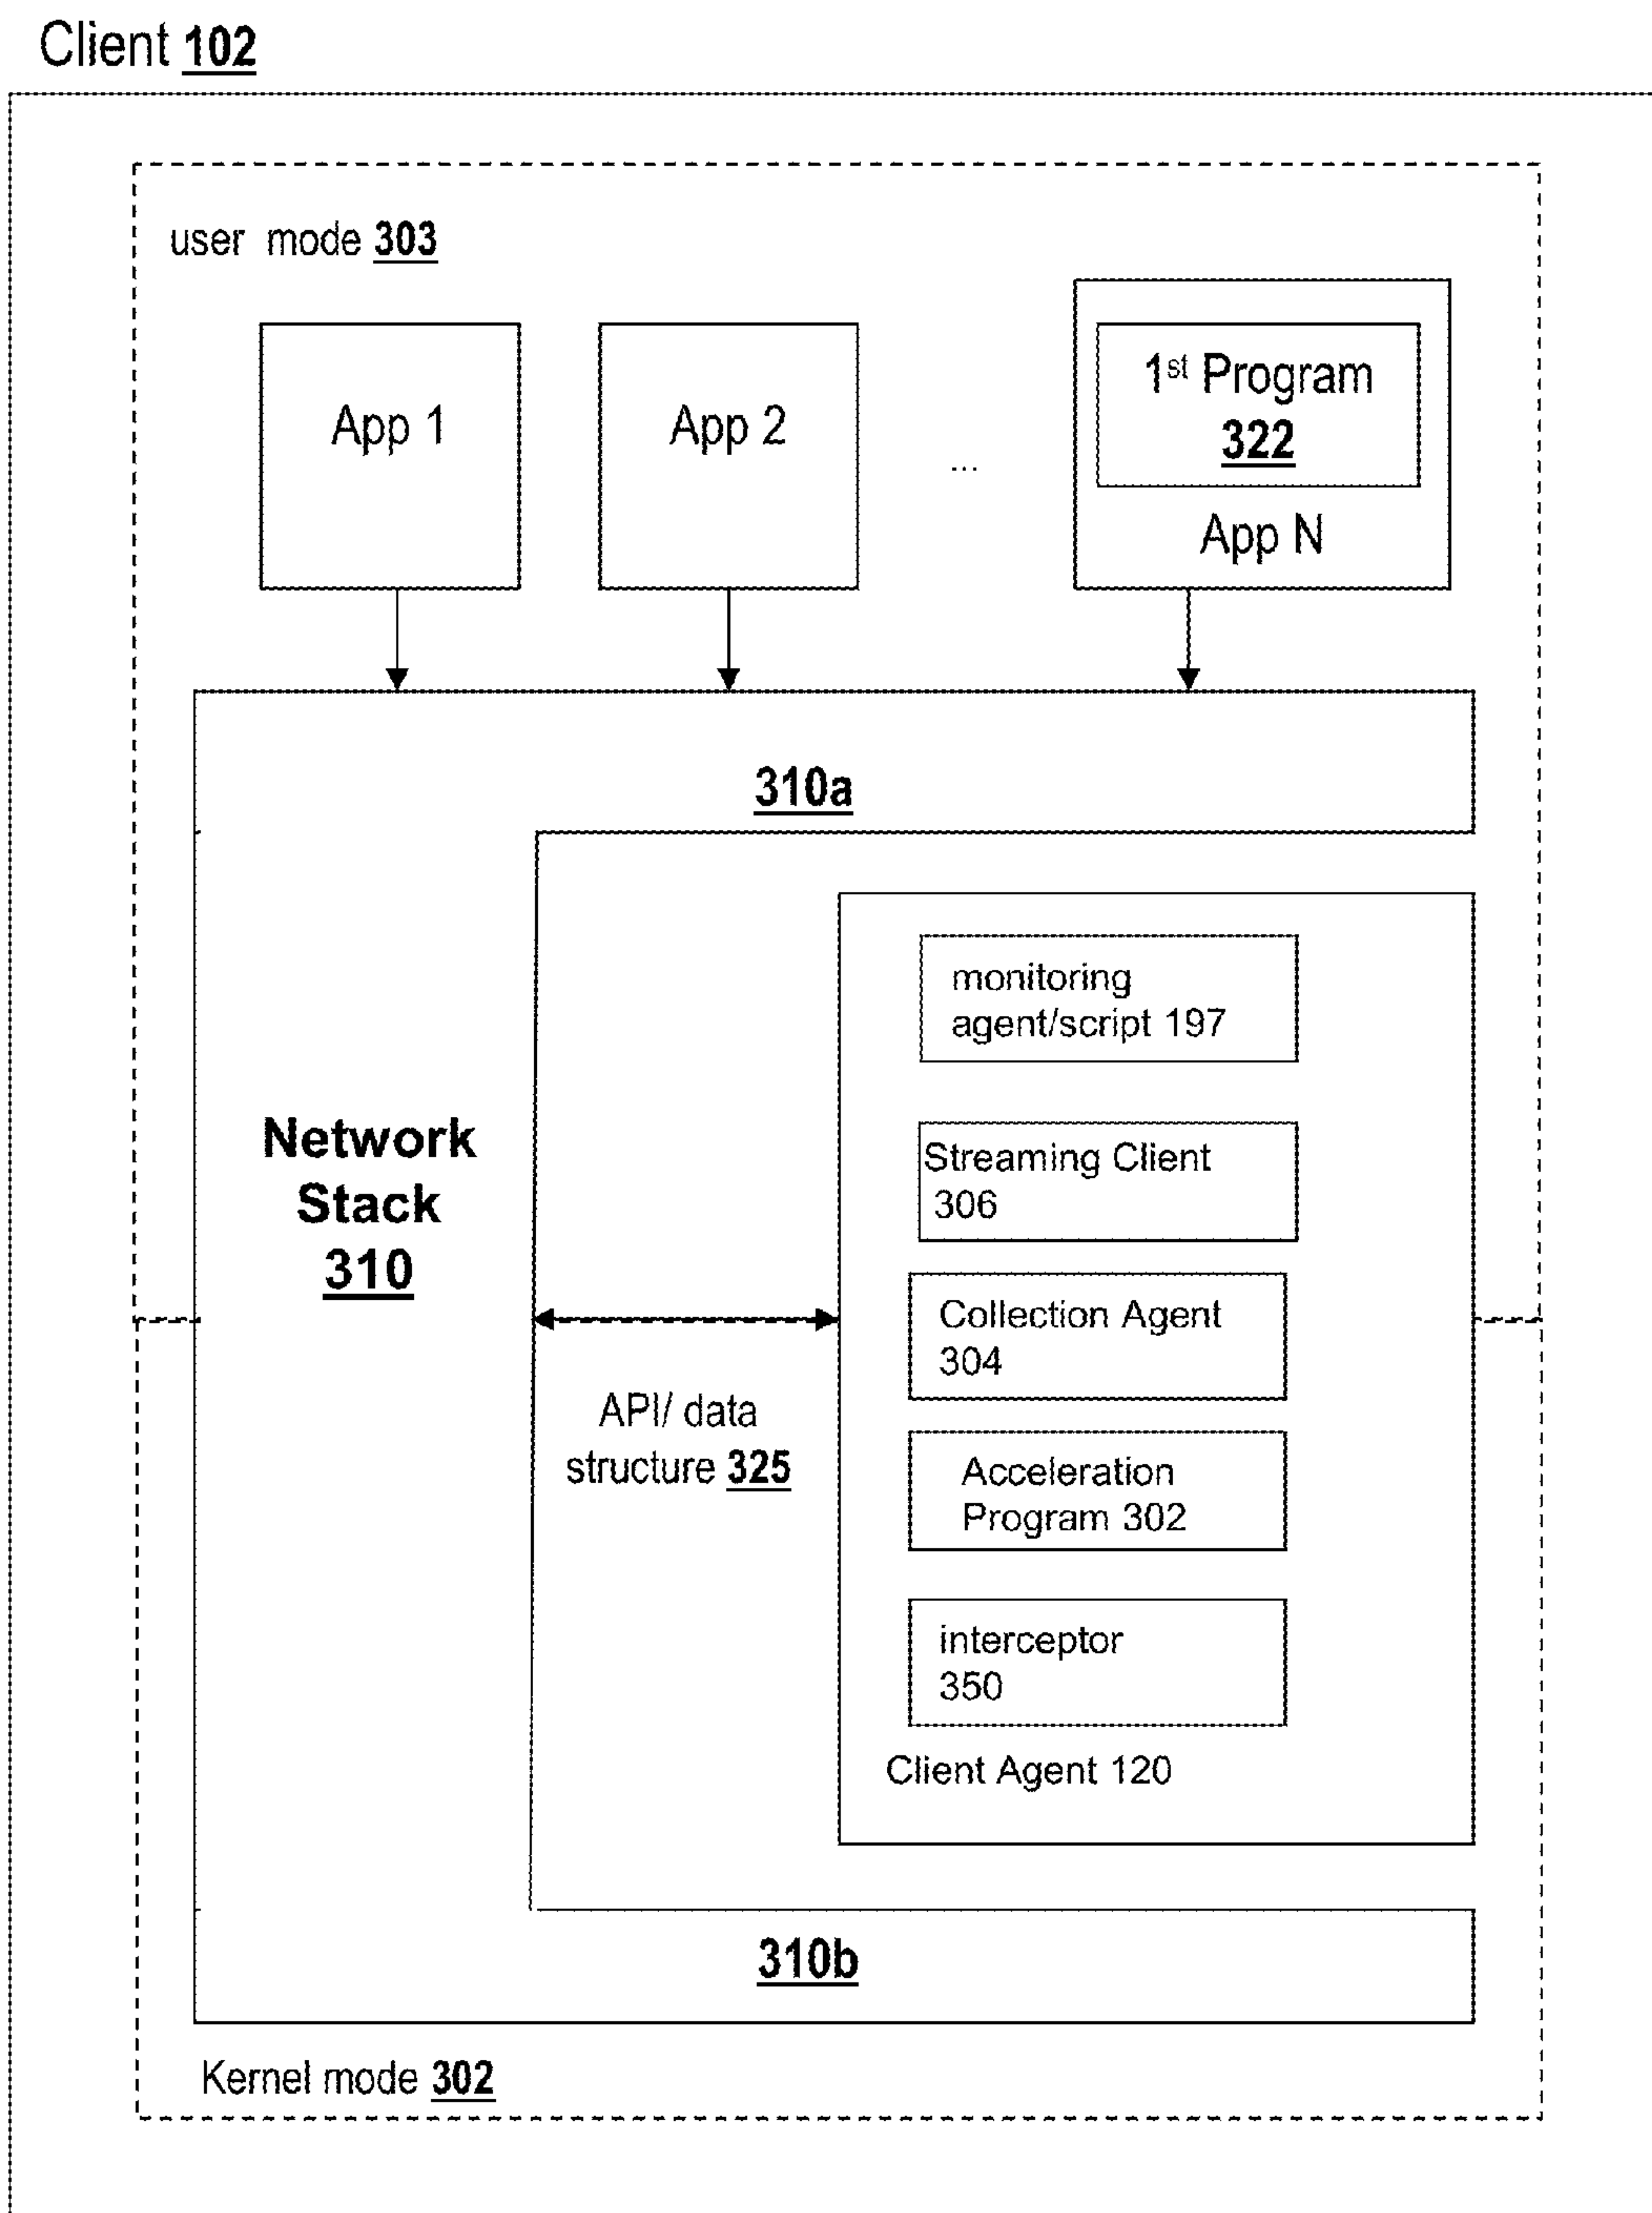 Client 102
user mode 303
App 1
App 2
...
1st Program
322
App N
310a
monitoring
agent/script 197
Streaming Client
306
Network
Stack
310
Collection Agent
304
API/ data
structure 325
Acceleration
Program 302
interceptor
350
Client Agent 120
310b
Kernel mode 302